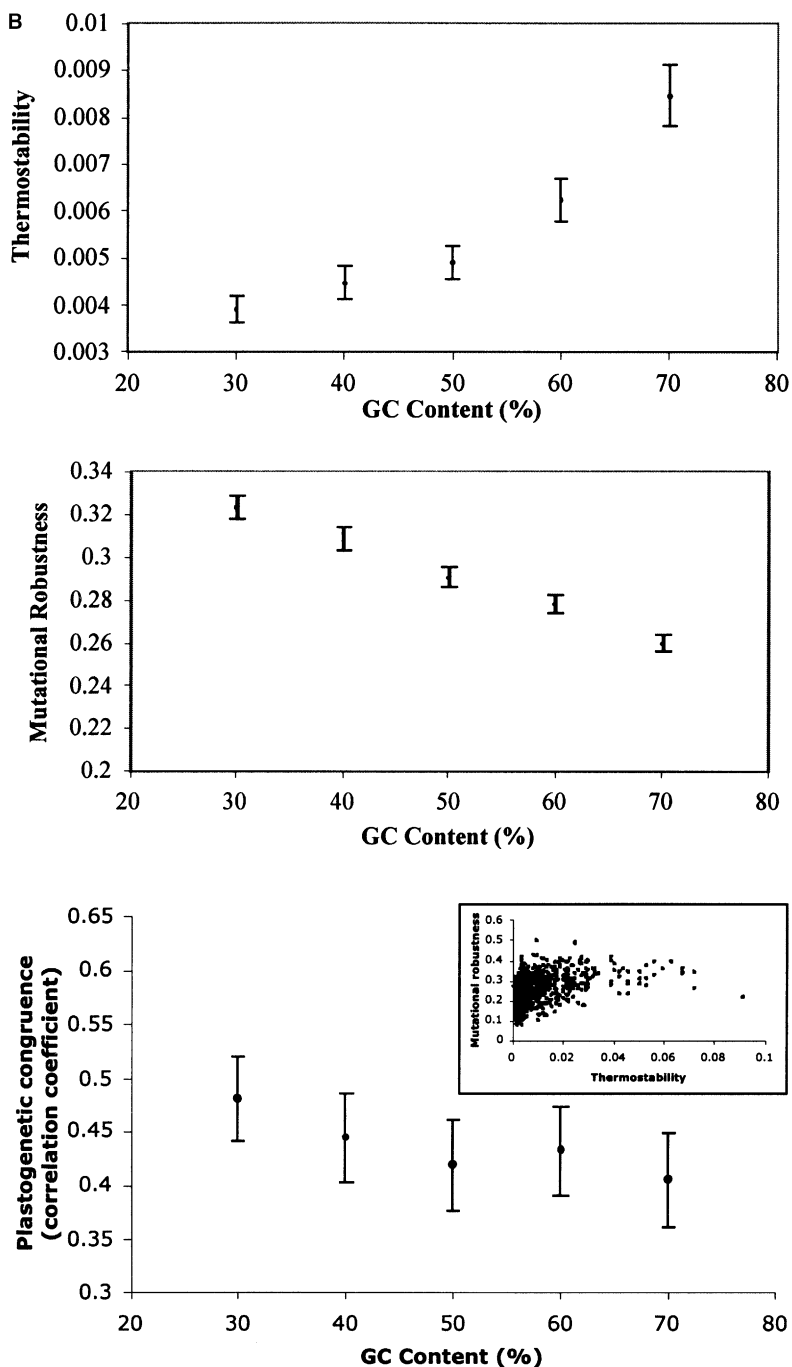 B
Thermostability
0.01
0.009
0.008
0.007
0.006
0.005
0.004
0.003
20 30 40 50 60 70 80
GC Content (%)
Mutational Robustness
0.34
0.32
0.3
0.28
0.26
0.24
0.22
0.2
20 30 40 50 60 70 80
GC Content (%)
Plastogenetic congruence
(correlation coefficient)
0.65
0.6
0.55
0.5
0.45
0.4
0.35
0.3
20 30 40 50 60 70 80
GC Content (%)
Mutational robustness
0.6
0.5
0.4
0.3
0.2
0.1
0
0 0.02 0.04 0.06 0.08 0.1
Thermostability